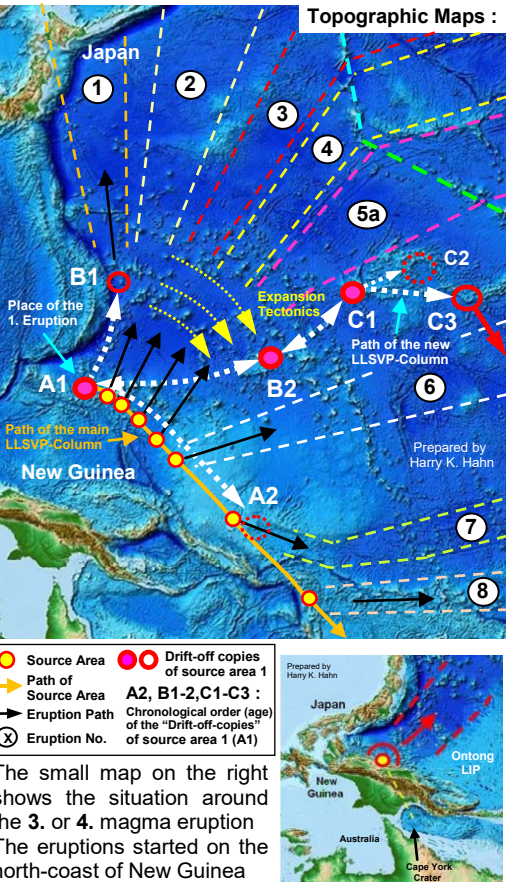 Topographic Maps :
Japan
1
2
3
4
5a
B1
C2
Place of the
1. Eruption
Expansion
Tectonics
C1
C3
A1
B2
Path of the new
LLSVP-Column
6
Path of the main
LLSVP-Column
Prepared by
Harry K. Hahn
New Guinea
A2
7
8
Source Area
Path of
Source Area
Eruption Path
X Eruption No.
Drift-off copies
of source area 1
A2, B1-2,C1-C3 :
Chronological order (age)
of the "Drift-off-copies"
of source area 1 (A1)
Prepared by
Harry K. Hahn
Japan
Ontong
LIP
New
Guinea
Australia
Cape York
Crater
The small map on the right
shows the situation around
the 3. or 4. magma eruption
The eruptions started on the
north-coast of New Guinea